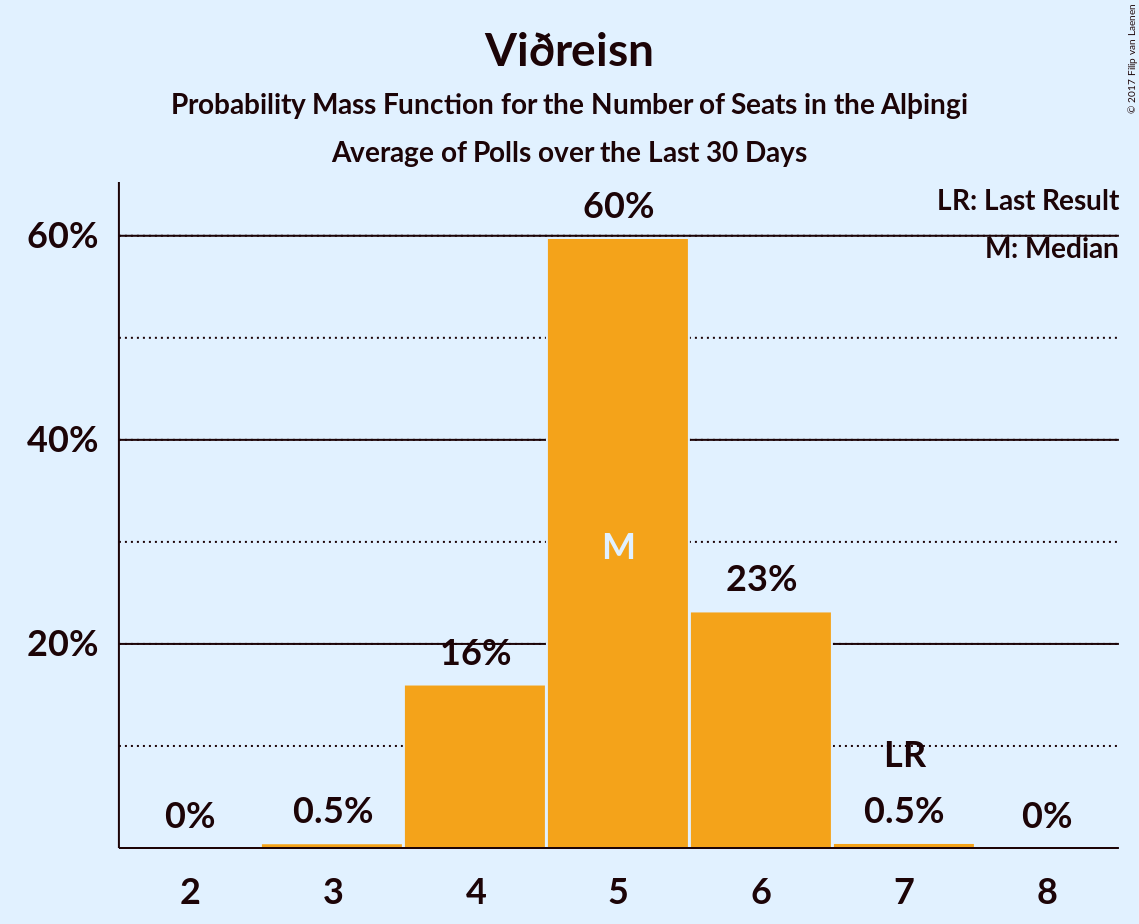 Viðreisn
Probability Mass Function for the Number of Seats in the Alþingi
Average of Polls over the Last 30 Days
© 2017 Filip van Laenen
LR: Last Result
M: Median
60%
40%
20%
0%
0.5%
16%
60%
M
23%
LR
0.5%
0%
2 3 4 5 6 7 8